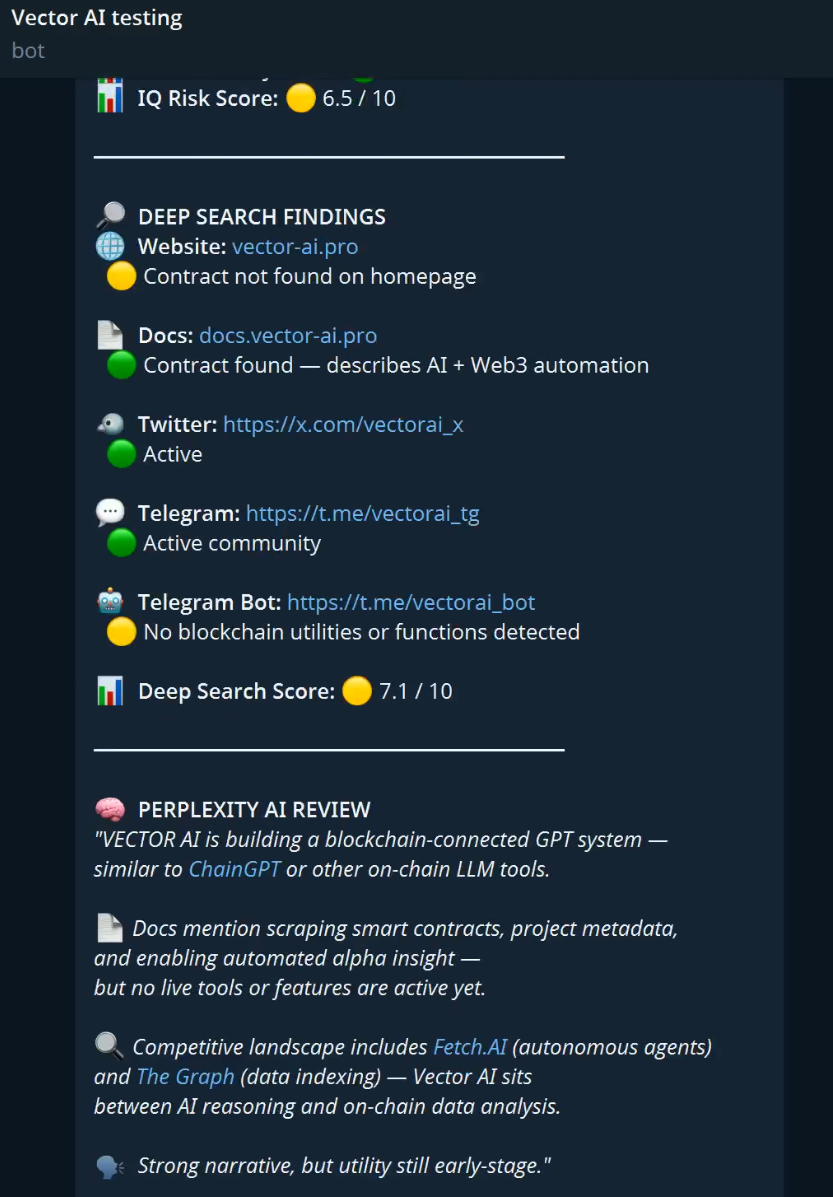 Vector AI testing
bot
IQ Risk Score: 6.5 / 10
DEEP SEARCH FINDINGS
Website: vector-ai.pro
Contract not found on homepage
Docs: docs.vector-ai.pro
Contract found — describes AI + Web3 automation
Twitter: https://x.com/vectorai_x
Active
Telegram: https://t.me/vectorai_tg
Active community
Telegram Bot: https://t.me/vectorai_bot
No blockchain utilities or functions detected
Deep Search Score: 7.1 / 10
PERPLEXITY AI REVIEW
"VECTOR AI is building a blockchain-connected GPT system —
similar to ChainGPT or other on-chain LLM tools.
Docs mention scraping smart contracts, project metadata,
and enabling automated alpha insight —
but no live tools or features are active yet.
Competitive landscape includes Fetch.AI (autonomous agents)
and The Graph (data indexing) — Vector AI sits
between AI reasoning and on-chain data analysis.
Strong narrative, but utility still early-stage."